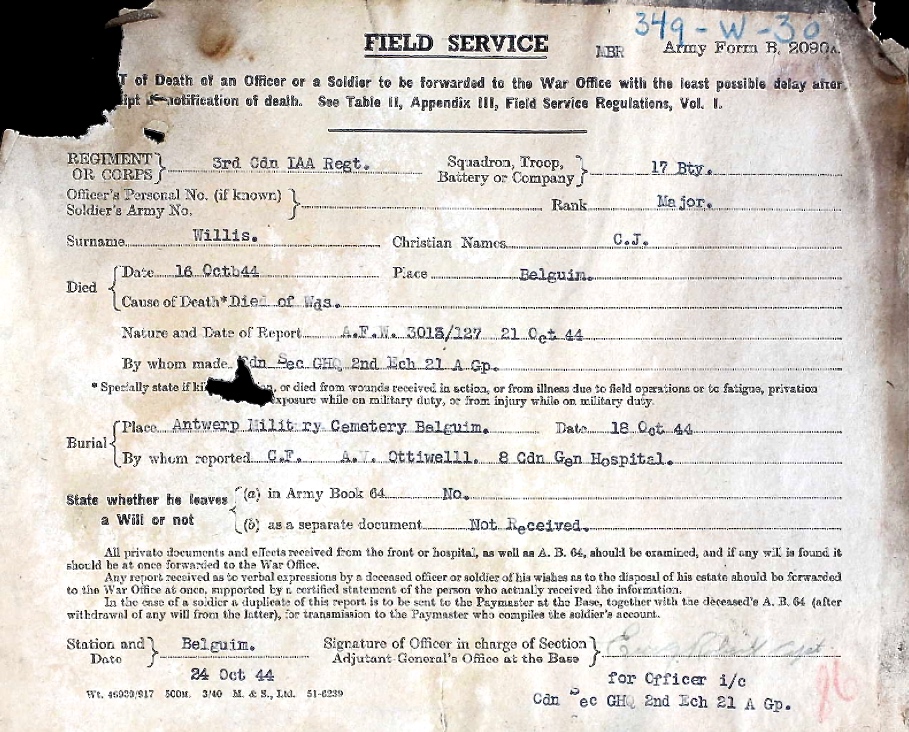 349-W-30
FIELD SERVICE
MBR Army Form B. 2090A.
T of Death of an Officer or a Soldier to be forwarded to the War Office with the least possible delay after
ipt of notification of death. See Table II, Appendix III, Field Service Regulations, Vol. I.
REGIMENT OR CORPS } 3rd Cdn IAA Regt. Squadron, Troop, Battery or Company } 17 Bty.
Officer's Personal No. (if known)
Soldier's Army No. } Rank Major.
Surname Willis. Christian Names C.J.
Died { Date 16 Octb44 Place Belguim.
Cause of Death* Died of Wds.
Nature and Date of Report A.F.W. 3013/127 21 Oct 44
By whom made Cdn Sec GHQ 2nd Ech 21 A Gp.
* Specially state if or died from wounds received in action, or from illness due to field operations or to fatigue, privation
exposure while on military duty, or from injury while on military duty.
Burial { Place Antwerp Milit ry Cemetery Belguim. Date 18 Oct 44
By whom reported C.F. A.V. Ottiwelll. 8 Cdn Gen Hospital.
State whether he leaves a Will or not { (a) in Army Book 64 No.
(b) as a separate document Not Received.
All private documents and effects received from the front or hospital, as well as A. B. 64, should be examined, and if any will is found it
should be at once forwarded to the War Office.
Any report received as to verbal expressions by a deceased officer or soldier of his wishes as to the disposal of his estate should be forwarded
to the War Office at once, supported by a certified statement of the person who actually received the information.
In the case of a soldier a duplicate of this report is to be sent to the Paymaster at the Base, together with the deceased's A. B. 64 (after
withdrawal of any will from the latter), for transmission to the Paymaster who compiles the soldier's account.
Station and Date } Belguim. Signature of Officer in charge of Section Adjutant-General's Office at the Base }
24 Oct 44 for Officer i/c
Wt. 46939/817 500M. 3/40 M. & S., Ltd. 51-6239 Cdn Sec GHQ 2nd Ech 21 A Gp.